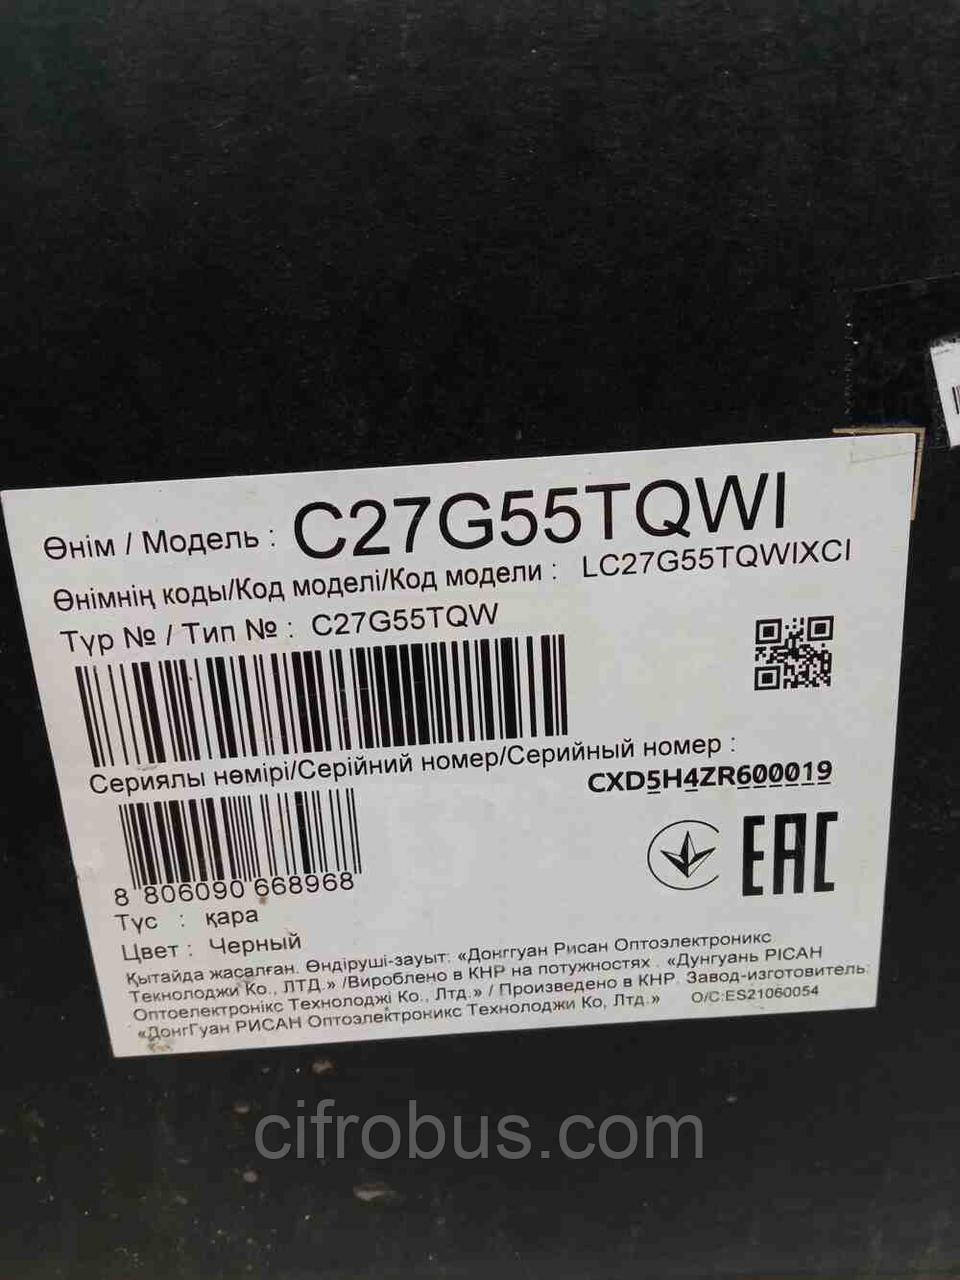 Өнім / Модель : C27G55TQWI
Өнімнің коды/Код моделі/Код модели : LC27G55TQWIXCI
Түр № / Тип № : C27G55TQW
Сериялы нөмірі/Серійний номер/Серийный номер :
CXD5H4ZR600019
EAC
8 806090 668968
Түс : қара
Цвет : Черный
Қытайда жасалған. Өндіруші-зауыт: «Донггуан Рисан Оптоэлектроникс
Текнолоджи Ко., ЛТД.» /Вироблено в КНР на потужностях . «Дунгуань РІСАН
Оптоелектронікс Технолоджі Ко., Лтд.» / Произведено в КНР. Завод-изготовитель:
«ДонгГуан РИСАН Оптоэлектроникс Технолоджи Ко, Лтд.» O/C:ES21060054
cifrobus.com